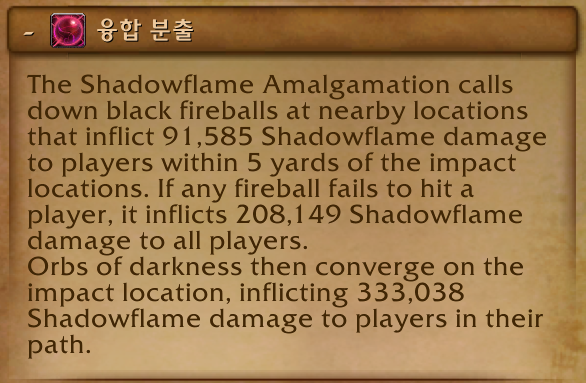 - 융합 분출
The Shadowflame Amalgamation calls
down black fireballs at nearby locations
that inflict 91,585 Shadowflame damage
to players within 5 yards of the impact
locations. If any fireball fails to hit a
player, it inflicts 208,149 Shadowflame
damage to all players.
Orbs of darkness then converge on the
impact location, inflicting 333,038
Shadowflame damage to players in their
path.